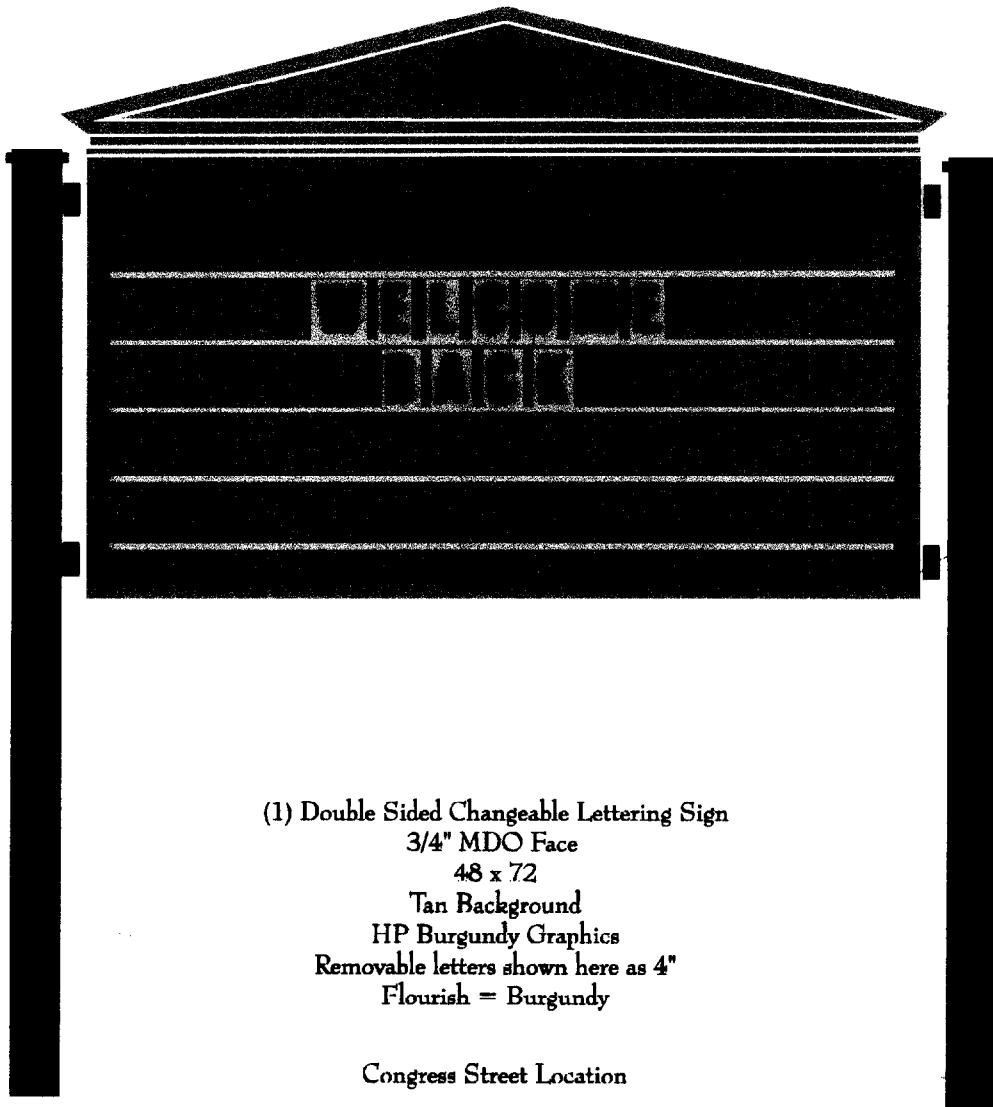 WELCOME
BACK
(1) Double Sided Changeable Lettering Sign
3/4" MDO Face
48 x 72
Tan Background
HP Burgundy Graphics
Removable letters shown here as 4"
Flourish = Burgundy
Congress Street Location